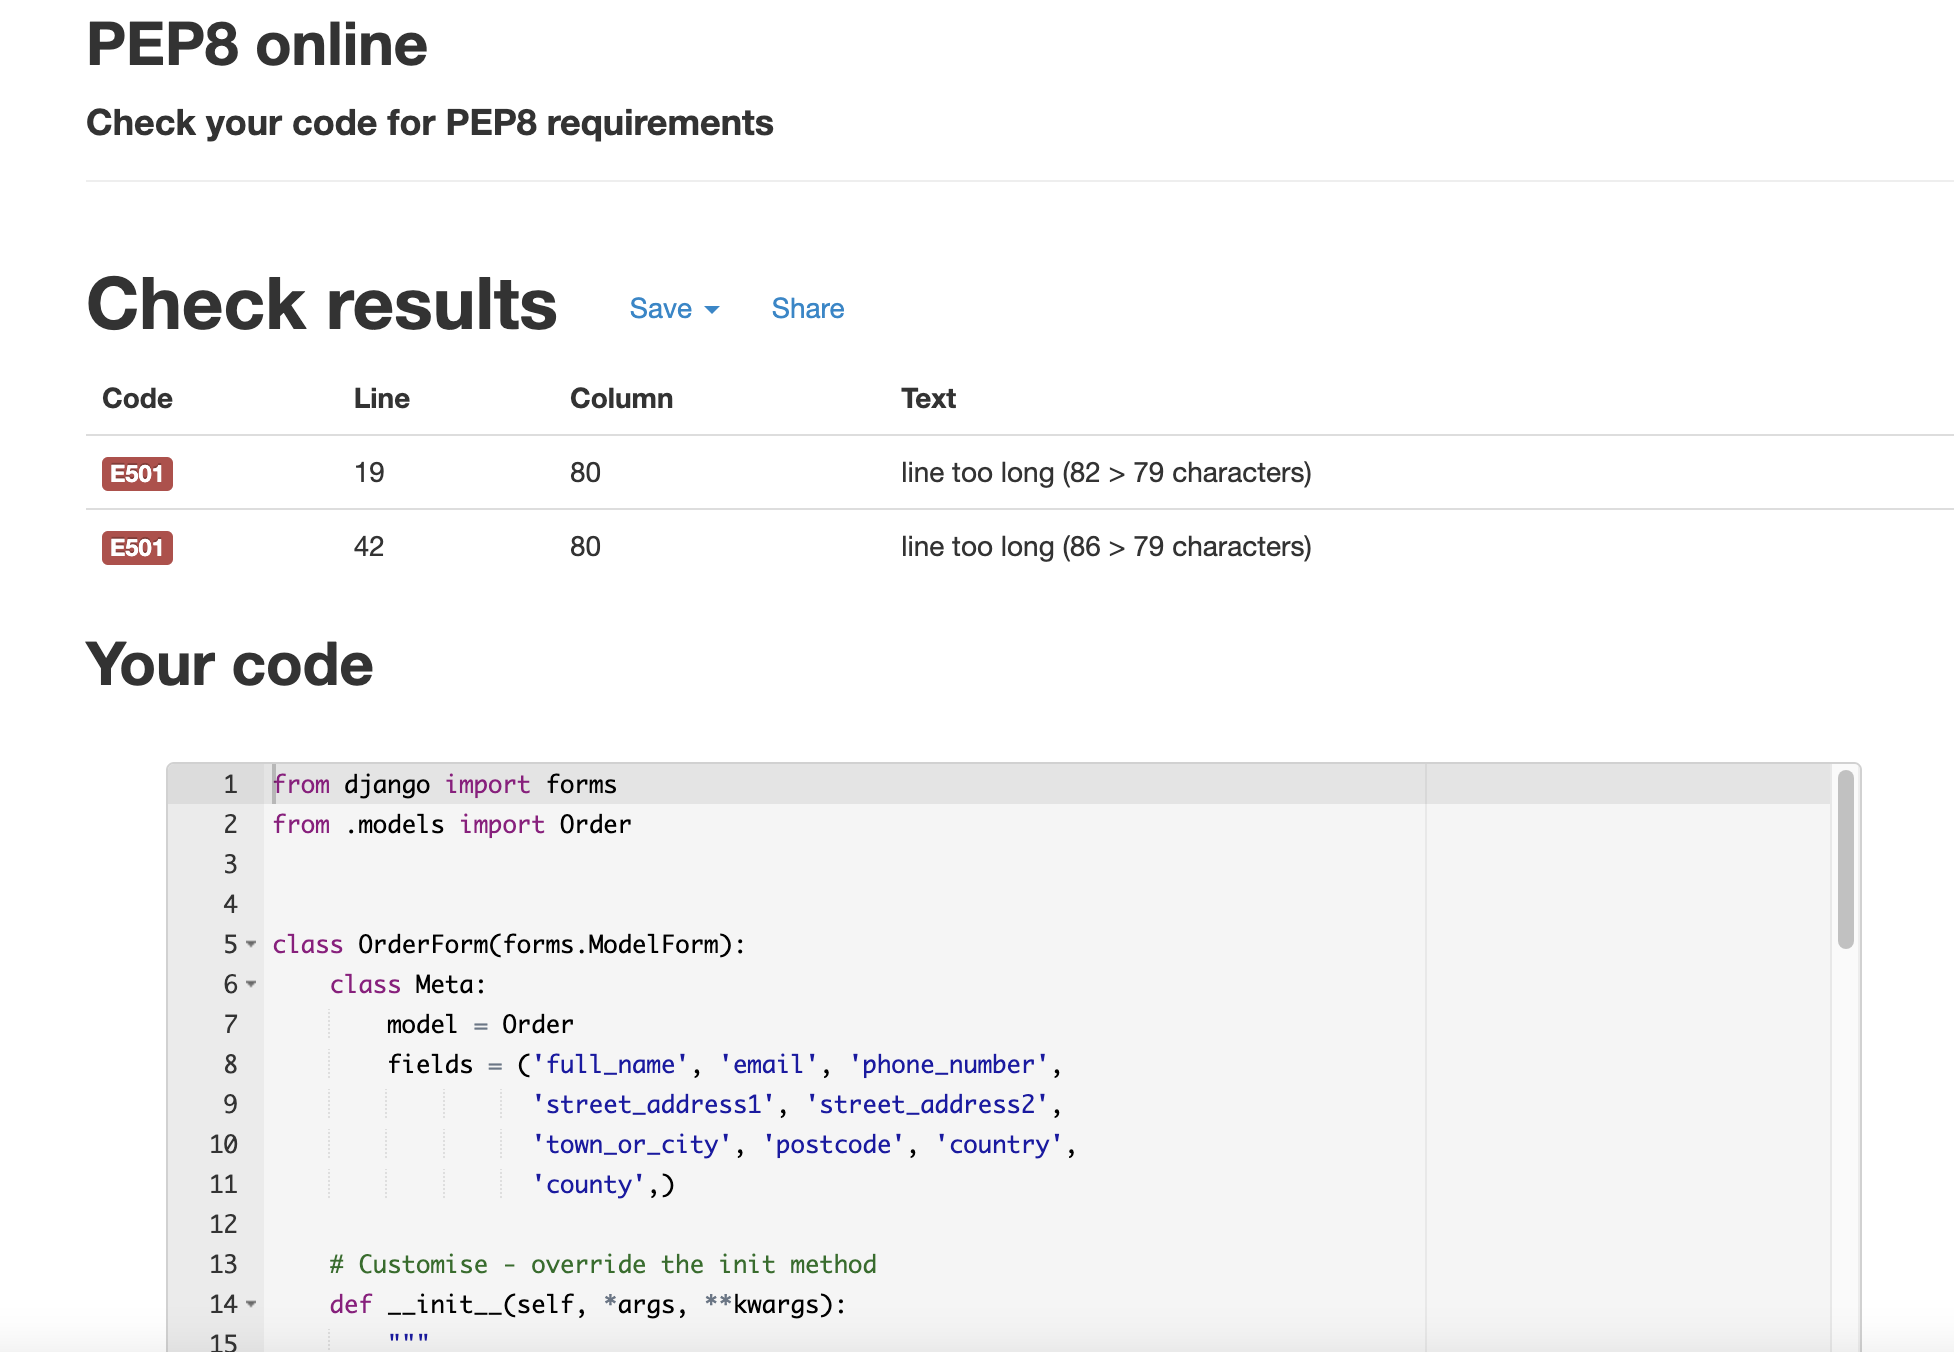 PEP8 online
Check your code for PEP8 requirements
Check results Save Share
Code Line Column Text
E501 19 80 line too long (82 > 79 characters)
E501 42 80 line too long (86 > 79 characters)
Your code
1 from django import forms
2 from .models import Order
3
4
5 class OrderForm(forms.ModelForm):
6     class Meta:
7         model = Order
8         fields = ('full_name', 'email', 'phone_number',
9                   'street_address1', 'street_address2',
10                   'town_or_city', 'postcode', 'country',
11                   'county',)
12
13     # Customise - override the init method
14     def __init__(self, *args, **kwargs):
15         """